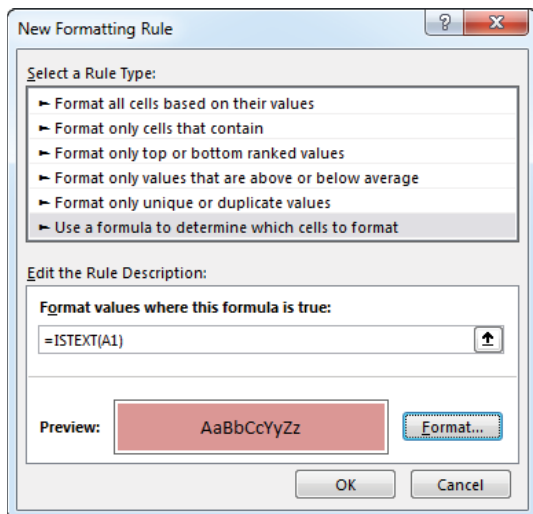 New Formatting Rule
?
Select a Rule Type:
► Format all cells based on their values
► Format only cells that contain
► Format only top or bottom ranked values
► Format only values that are above or below average
► Format only unique or duplicate values
► Use a formula to determine which cells to format
Edit the Rule Description:
Format values where this formula is true:
=ISTEXT(A1)
Preview: AaBbCcYyZz Format...
OK Cancel